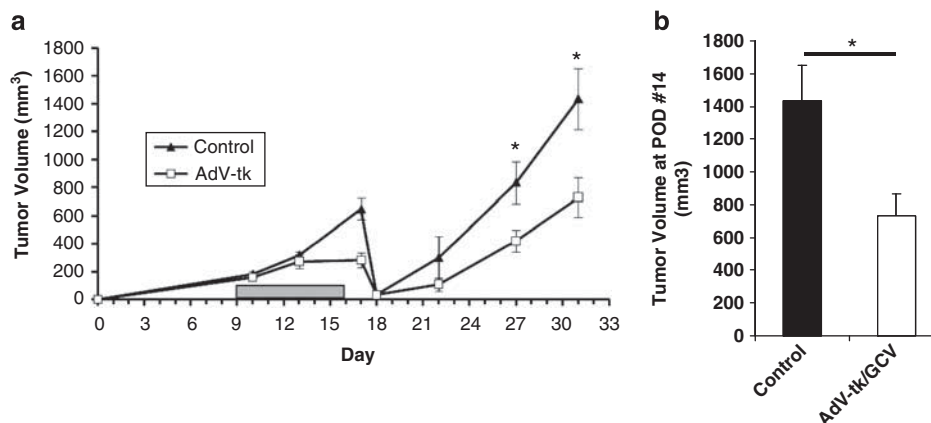 a
Tumor Volume (mm³)
1800
1600
1400
1200
1000
800
600
400
200
0
Control
AdV-tk
*
*
0 3 6 9 12 15 18 21 24 27 30 33
Day
b
Tumor Volume at POD #14
(mm3)
1800
1600
1400
1200
1000
800
600
400
200
0
*
Control
AdV-tk/GCV